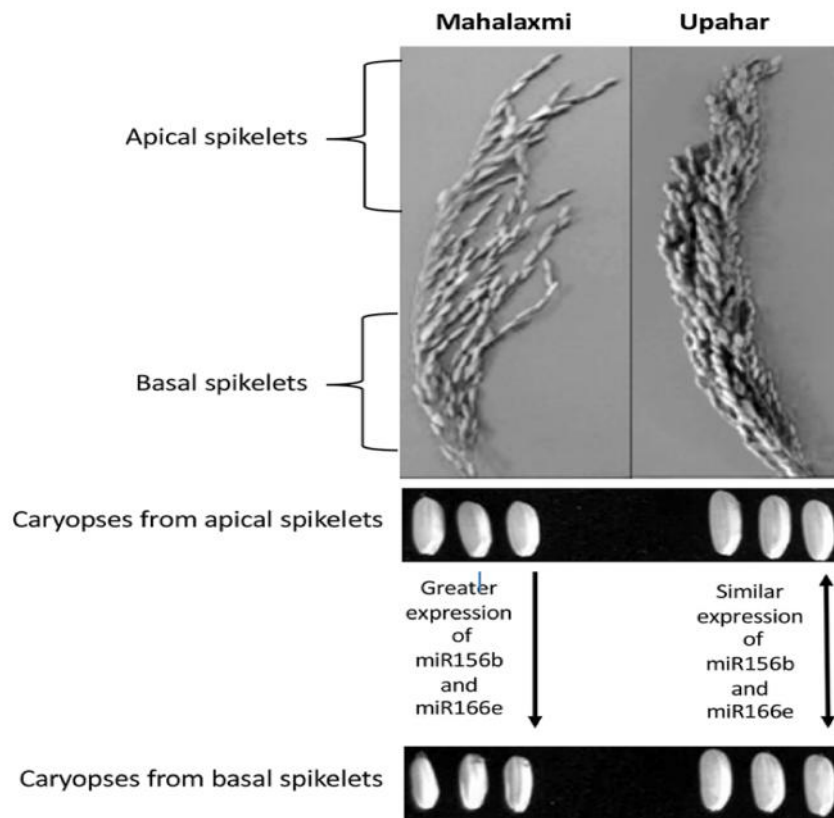 Mahalaxmi
Upahar
Apical spikelets
Basal spikelets
Caryopses from apical spikelets
Greater
expression
of
miR156b
and
miR166e
Similar
expression
of
miR156b
and
miR166e
Caryopses from basal spikelets